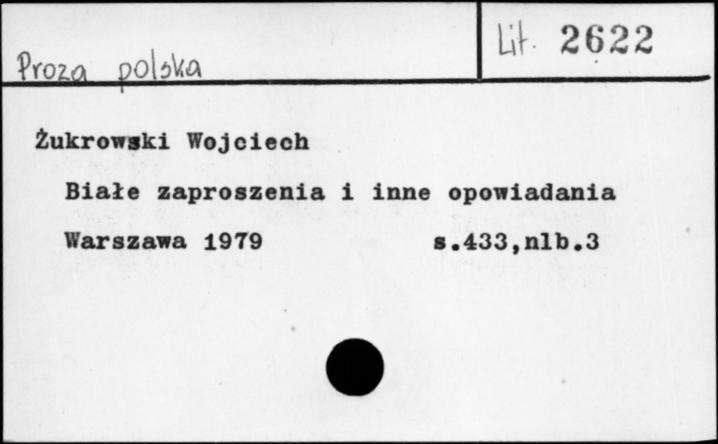 Proza polska
Lit. 2622
Żukrowski Wojciech
Białe zaproszenia i inne opowiadania
Warszawa 1979 s.433,nlb.3